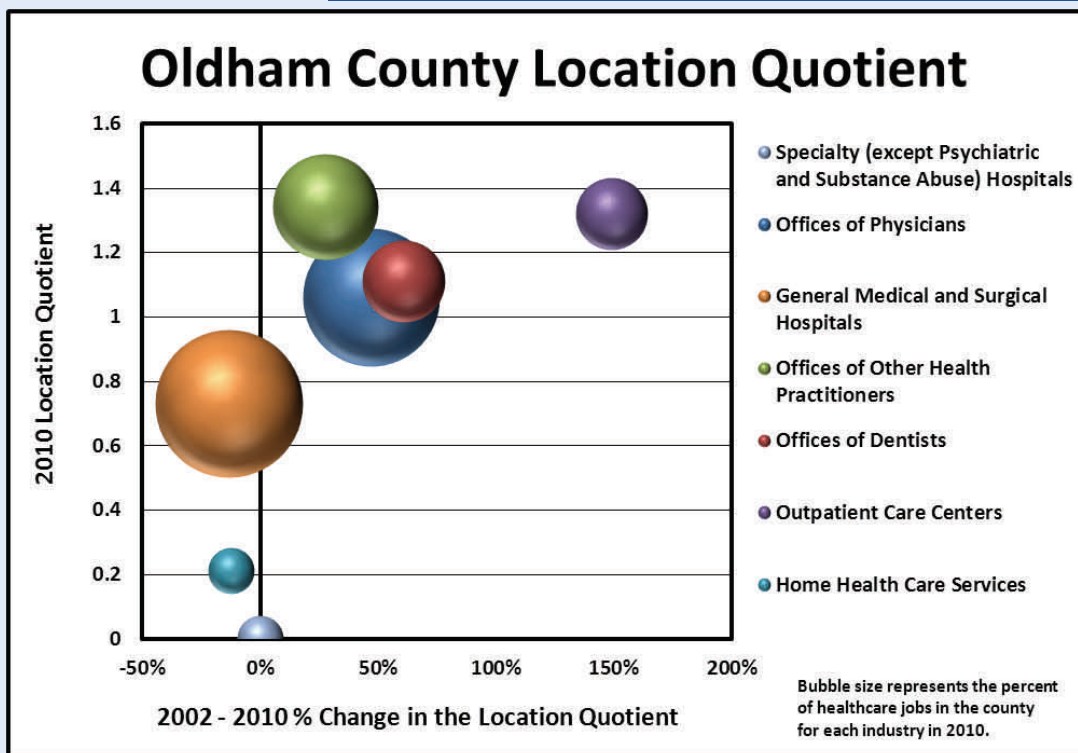 Oldham County Location Quotient
2010 Location Quotient
1.6
1.4
1.2
1
0.8
0.6
0.4
0.2
0
-50%
0%
50%
100%
150%
200%
2002 - 2010 % Change in the Location Quotient
Specialty (except Psychiatric
and Substance Abuse) Hospitals
Offices of Physicians
General Medical and Surgical
Hospitals
Offices of Other Health
Practitioners
Offices of Dentists
Outpatient Care Centers
Home Health Care Services
Bubble size represents the percent
of healthcare jobs in the county
for each industry in 2010.